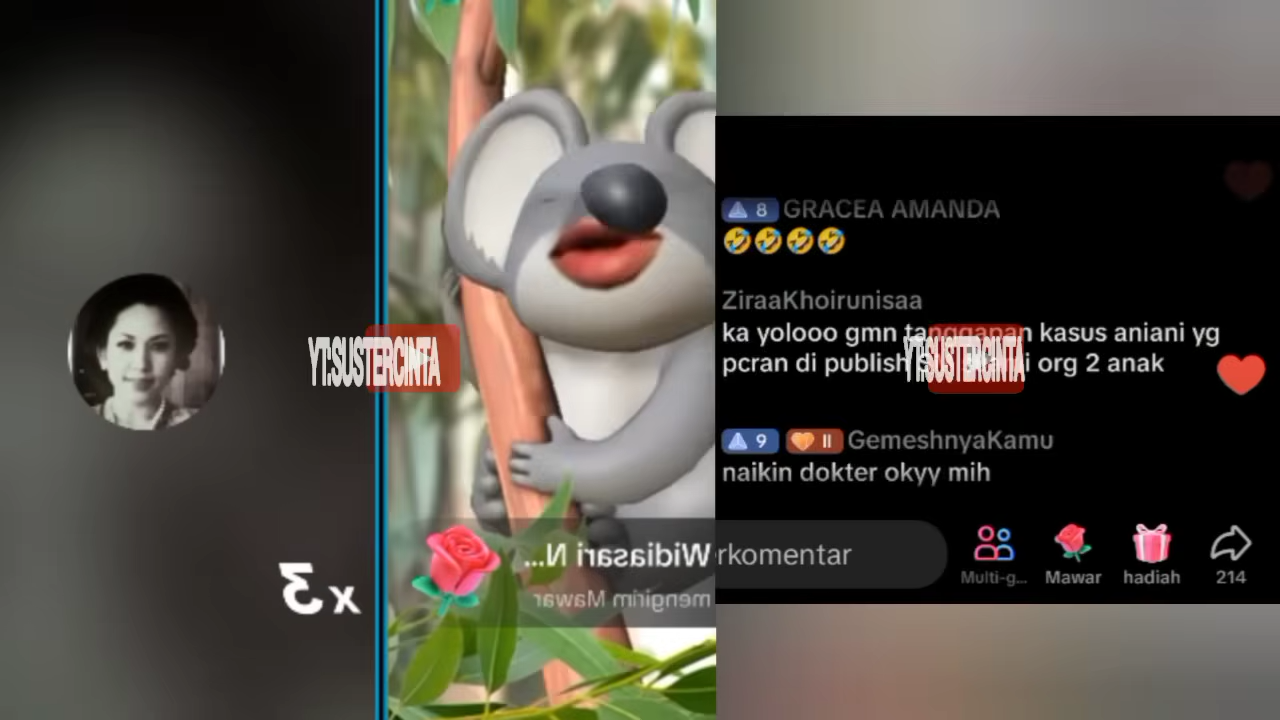 YT:SUSTERCINTA
x3
Widiasari N...
mengirim Mawar
8 GRACEA AMANDA
🤣🤣🤣🤣
ZiraaKhoirunisaa
ka yolooo gmn tanggapan kasus aniani yg
pcran di publish org 2 anak
YT:SUSTERCINTA
9 II GemeshnyaKamu
naikin dokter okyy mih
rkomentar
Multi-g...
Mawar
hadiah
214